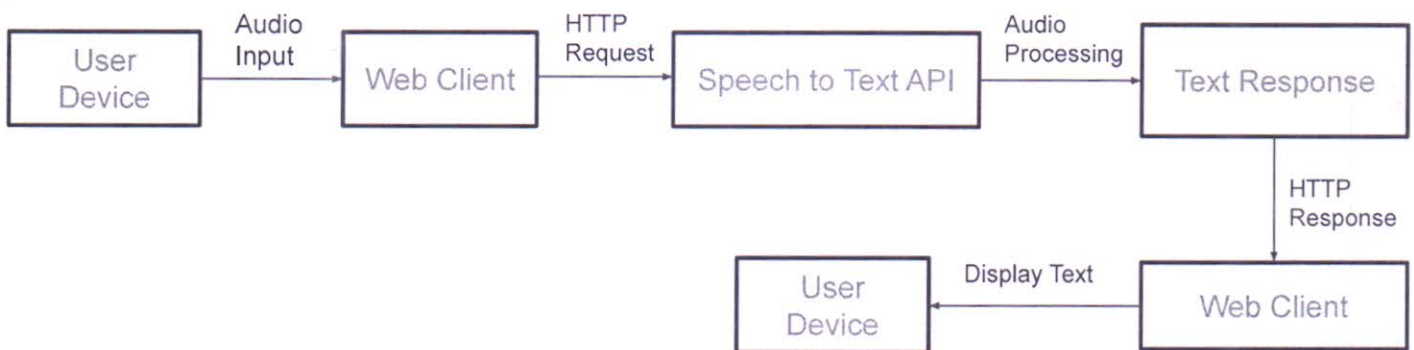 User
Device
Audio
Input
Web Client
HTTP
Request
Speech to Text API
Audio
Processing
Text Response
HTTP
Response
Web Client
Display Text
User
Device